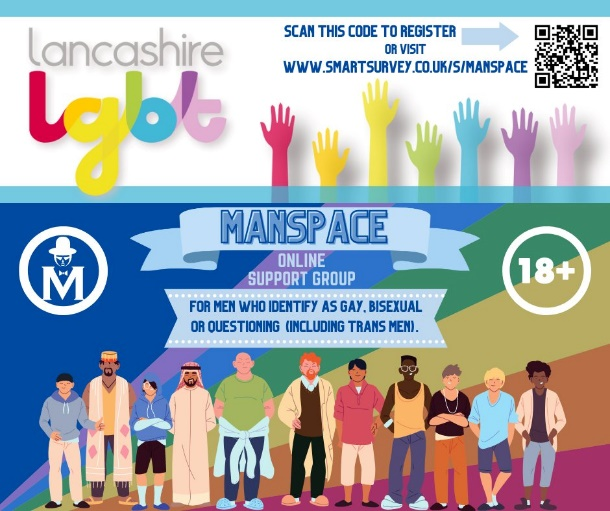 lancashire
lgbt
SCAN THIS CODE TO REGISTER
OR VISIT
WWW.SMARTSURVEY.CO.UK/S/MANSPACE
MANSPACE
ONLINE
SUPPORT GROUP
FOR MEN WHO IDENTIFY AS GAY, BISEXUAL
OR QUESTIONING (INCLUDING TRANS MEN).
M
18+